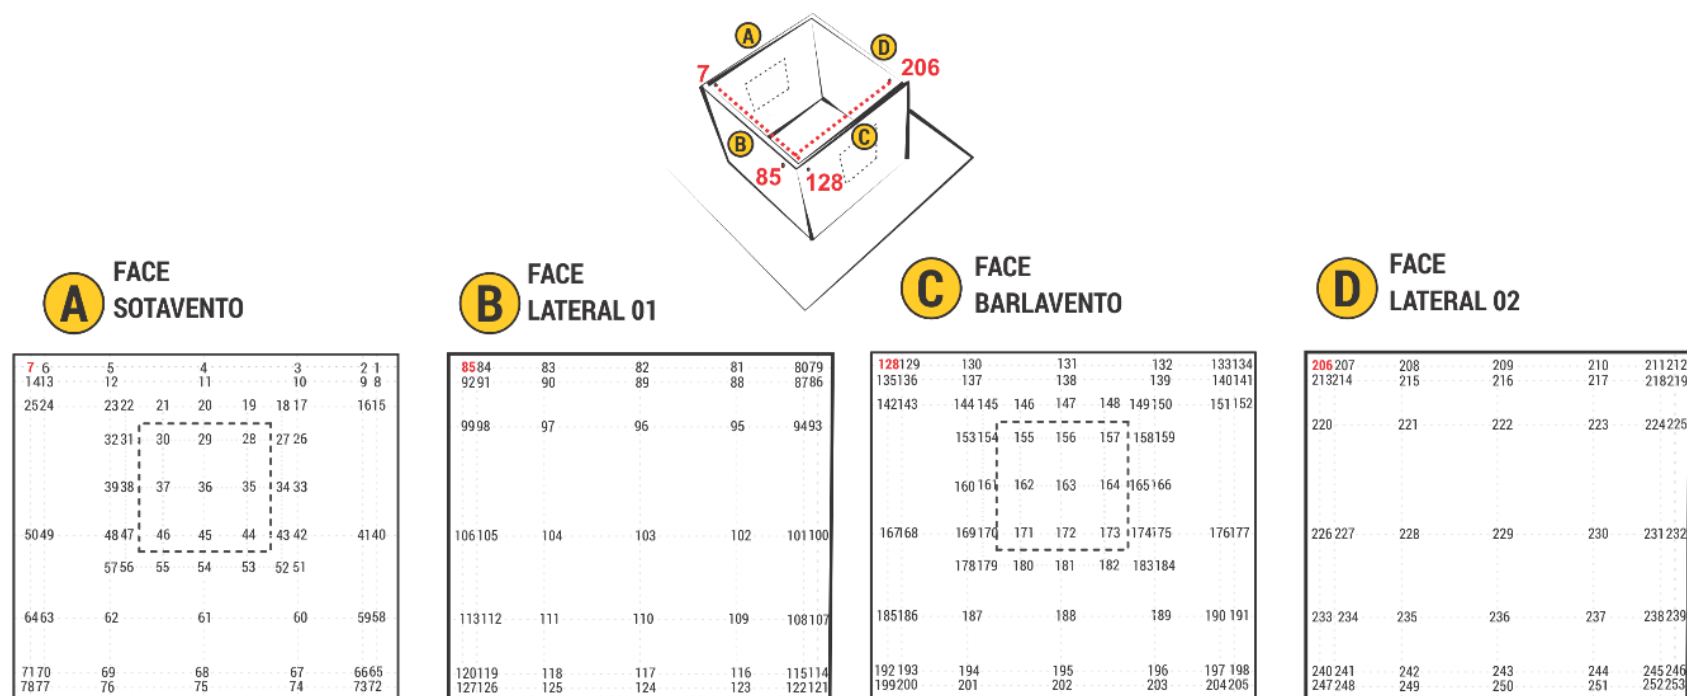 A
D
7
206
B
C
85
128
A
FACE
SOTAVENTO
B
FACE
LATERAL 01
C
FACE
BARLAVENTO
D
FACE
LATERAL 02
7 6 5 4 3 2 1
14 13 12 11 10 9 8
25 24 23 22 21 20 19 18 17 16 15
32 31 30 29 28 27 26
39 38 37 36 35 34 33
50 49 48 47 46 45 44 43 42 41 40
57 56 55 54 53 52 51
64 63 62 61 60 59 58
71 70 69 68 67 66 65
78 77 76 75 74 73 72
85 84 83 82 81 80 79
92 91 90 89 88 87 86
99 98 97 96 95 94 93
106 105 104 103 102 101 100
113 112 111 110 109 108 107
120 119 118 117 116 115 114
127 126 125 124 123 122 121
128 129 130 131 132 133 134
135 136 137 138 139 140 141
142 143 144 145 146 147 148 149 150 151 152
153 154 155 156 157 158 159
160 161 162 163 164 165 166
167 168 169 170 171 172 173 174 175 176 177
178 179 180 181 182 183 184
185 186 187 188 189 190 191
192 193 194 195 196 197 198
199 200 201 202 203 204 205
206 207 208 209 210 211 212
213 214 215 216 217 218 219
220 221 222 223 224 225
226 227 228 229 230 231 232
233 234 235 236 237 238 239
240 241 242 243 244 245 246
247 248 249 250 251 252 253